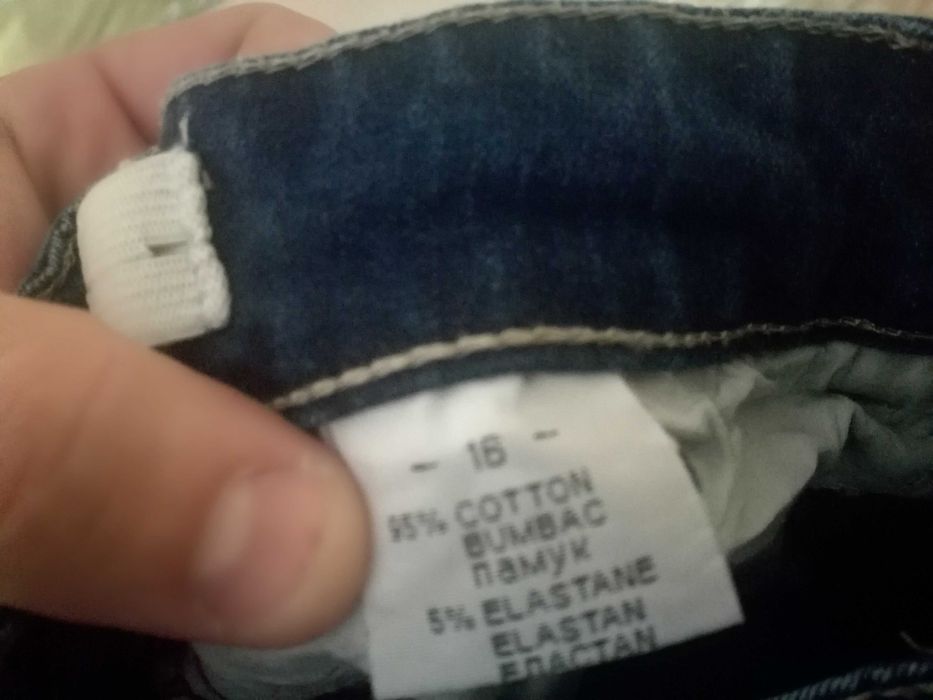 - 16 -
95% COTTON
BUMBAC
памук
5% ELASTANE
ELASTAN
ЕЛАСТАН